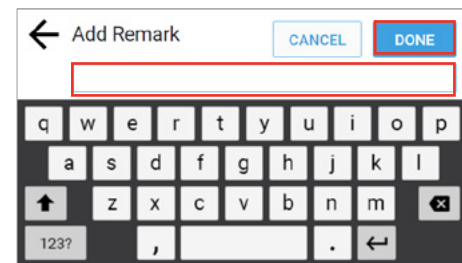 Add Remark CANCEL DONE
q w e r t y u i o p
a s d f g h j k l
z x c v b n m
123? , .